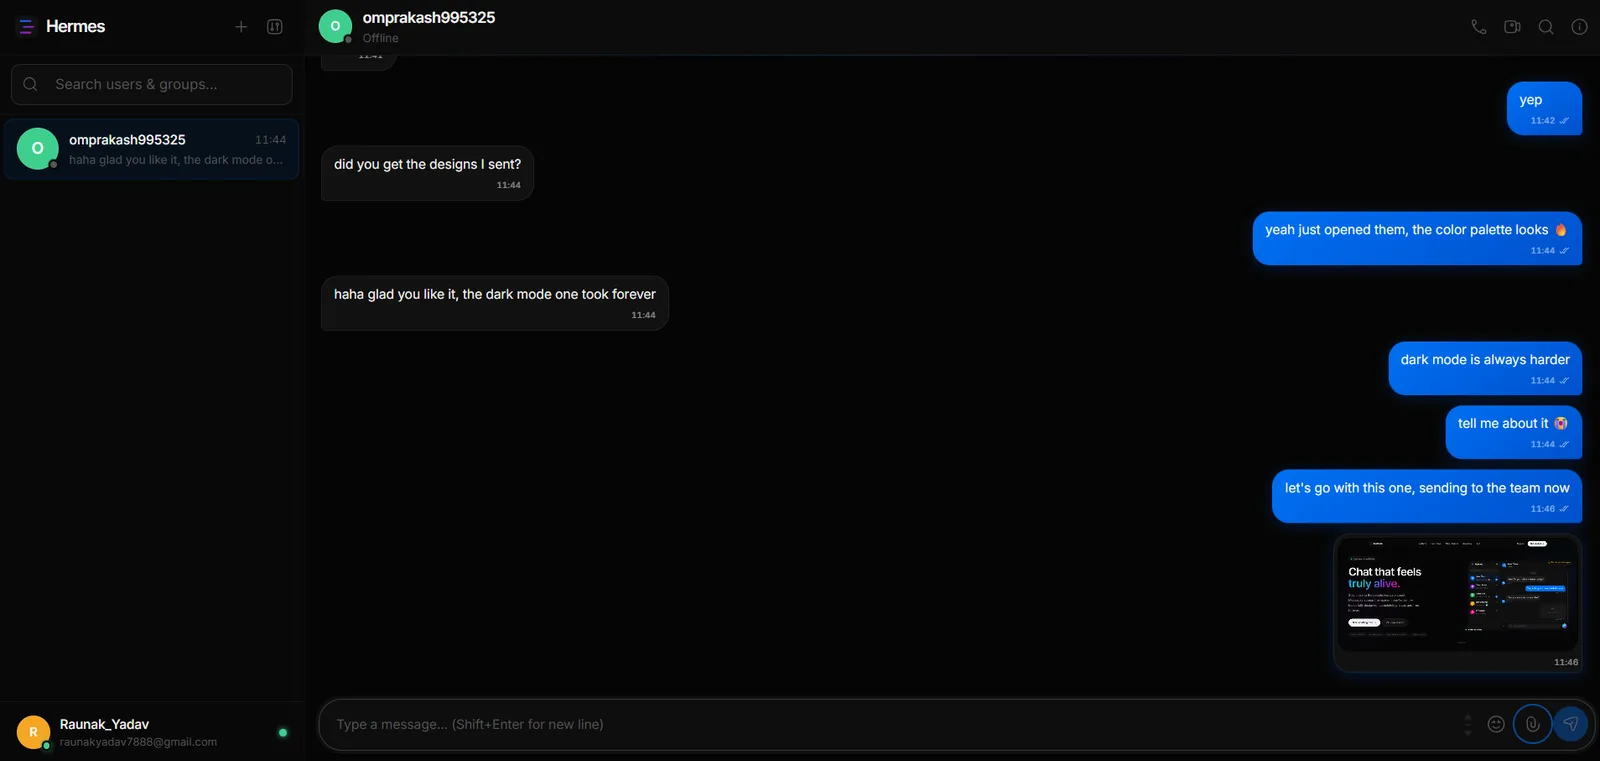 Hermes
Search users & groups...
omprakash995325
11:44
haha glad you like it, the dark mode o...
Raunak_Yadav
raunakyadav7888@gmail.com
omprakash995325
Offline
11:41
yep
11:42
did you get the designs I sent?
11:44
yeah just opened them, the color palette looks 🔥
11:44
haha glad you like it, the dark mode one took forever
11:44
dark mode is always harder
11:44
tell me about it
11:44
let's go with this one, sending to the team now
11:46
Chat that feels
truly alive.
11:46
Type a message... (Shift+Enter for new line)
O
O
R